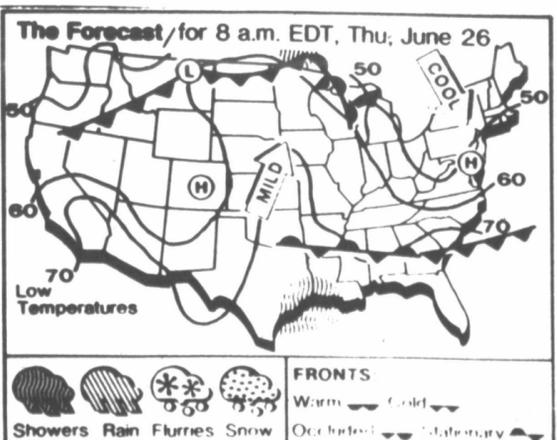 The Forecast/for 8 a.m. EDT, Thu, June 26
L
50
COOL
50
50
H
H
MILD
60
60
70
70
Low
Temperatures
Showers Rain Flurries Snow
FRONTS
Warm Cold
Occluded Stationary